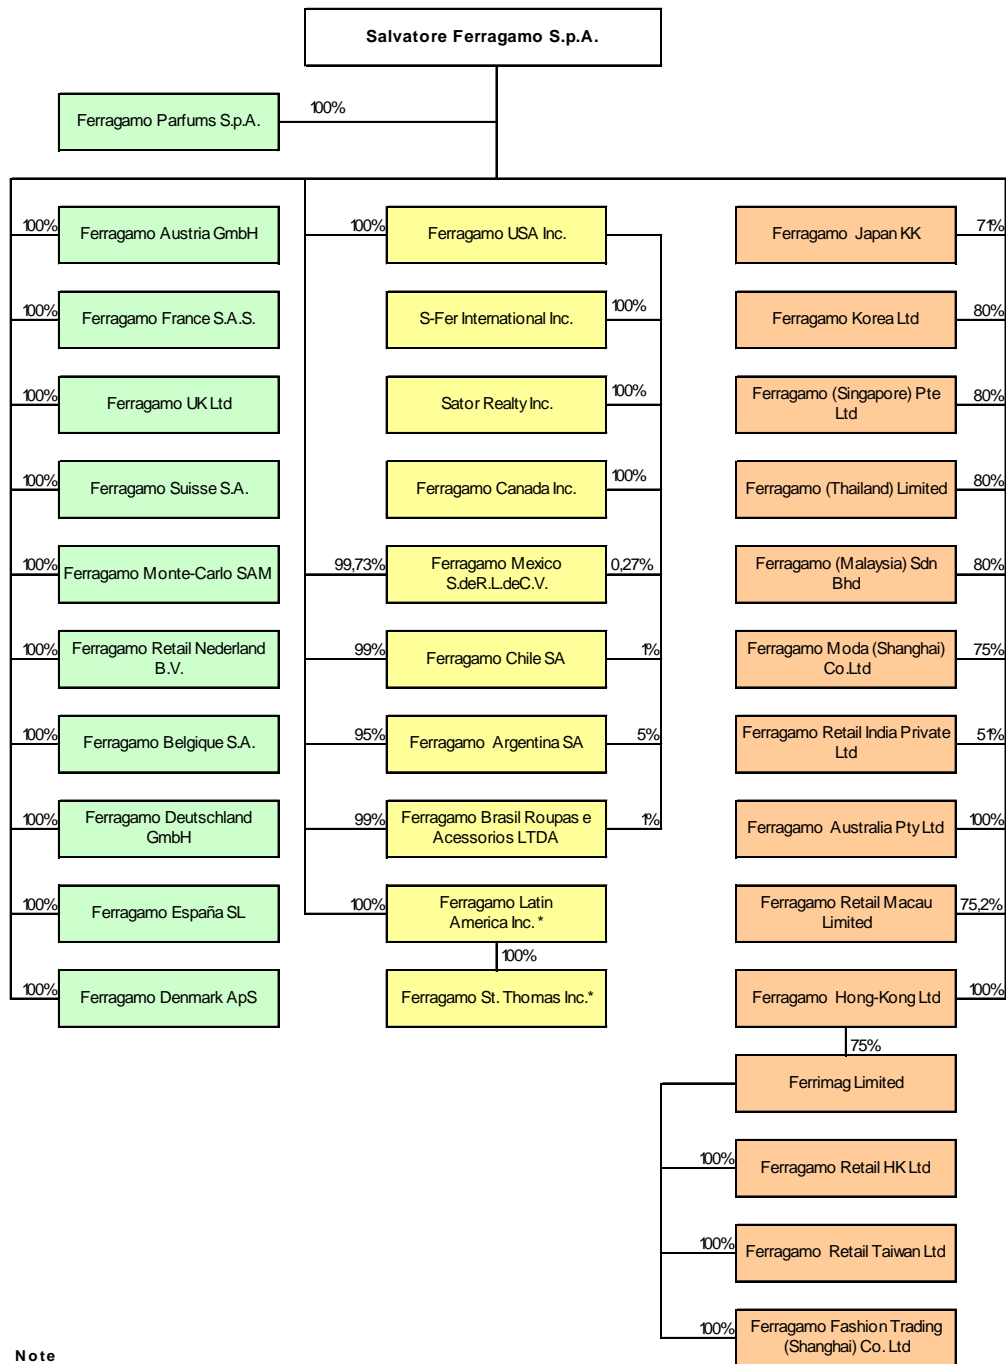 Salvatore Ferragamo S.p.A.
Ferragamo Parfums S.p.A.
100%
100%
Ferragamo Austria GmbH
100%
Ferragamo USA Inc.
Ferragamo Japan KK
71%
100%
Ferragamo France S.A.S.
S-Fer International Inc.
100%
Ferragamo Korea Ltd
80%
100%
Ferragamo UK Ltd
Sator Realty Inc.
100%
Ferragamo (Singapore) Pte
Ltd
80%
100%
Ferragamo Suisse S.A.
Ferragamo Canada Inc.
100%
Ferragamo (Thailand) Limited
80%
100%
Ferragamo Monte-Carlo SAM
99,73%
Ferragamo Mexico
S.deR.L.deC.V.
0,27%
Ferragamo (Malaysia) Sdn
Bhd
80%
100%
Ferragamo Retail Nederland
B.V.
99%
Ferragamo Chile SA
1%
Ferragamo Moda (Shanghai)
Co.Ltd
75%
100%
Ferragamo Belgique S.A.
95%
Ferragamo Argentina SA
5%
Ferragamo Retail India Private
Ltd
51%
100%
Ferragamo Deutschland
GmbH
99%
Ferragamo Brasil Roupas e
Acessorios LTDA
1%
Ferragamo Australia Pty Ltd
100%
100%
Ferragamo España SL
100%
Ferragamo Latin
America Inc. *
Ferragamo Retail Macau
Limited
75,2%
100%
Ferragamo Denmark ApS
100%
Ferragamo St. Thomas Inc.*
Ferragamo Hong-Kong Ltd
100%
75%
Ferrimag Limited
100%
Ferragamo Retail HK Ltd
100%
Ferragamo Retail Taiwan Ltd
100%
Ferragamo Fashion Trading
(Shanghai) Co. Ltd
Note